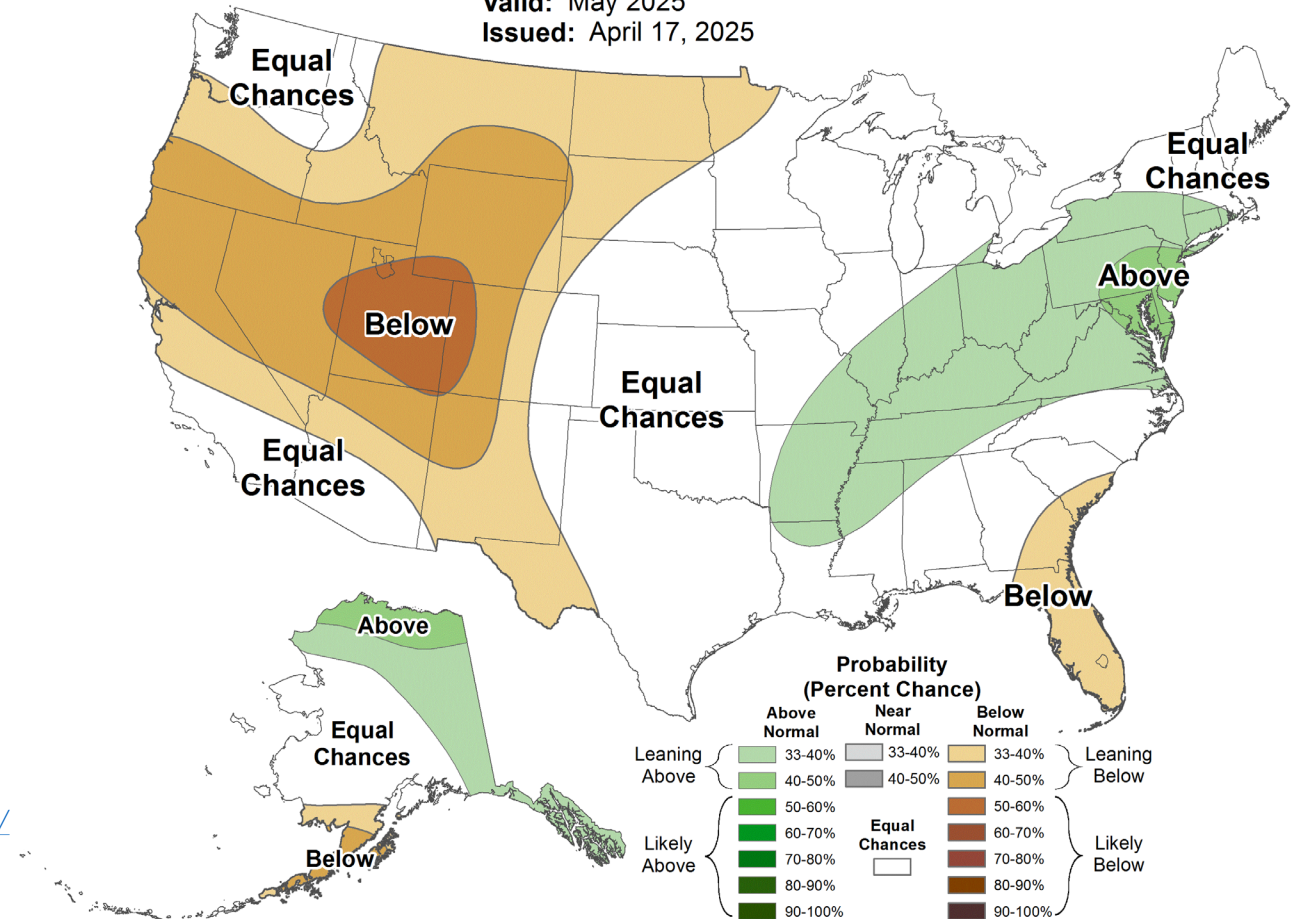 Valid: May 2025
Issued: April 17, 2025
Equal
Chances
Equal
Chances
Above
Below
Equal
Chances
Equal
Chances
Below
Above
Equal
Chances
Below
Probability
(Percent Chance)
Above
Normal
Near
Normal
Below
Normal
Leaning
Above
33-40%
33-40%
33-40%
Leaning
Below
40-50%
40-50%
40-50%
Likely
Above
50-60%
60-70%
70-80%
80-90%
90-100%
Equal
Chances
50-60%
60-70%
70-80%
80-90%
90-100%
Likely
Below
/